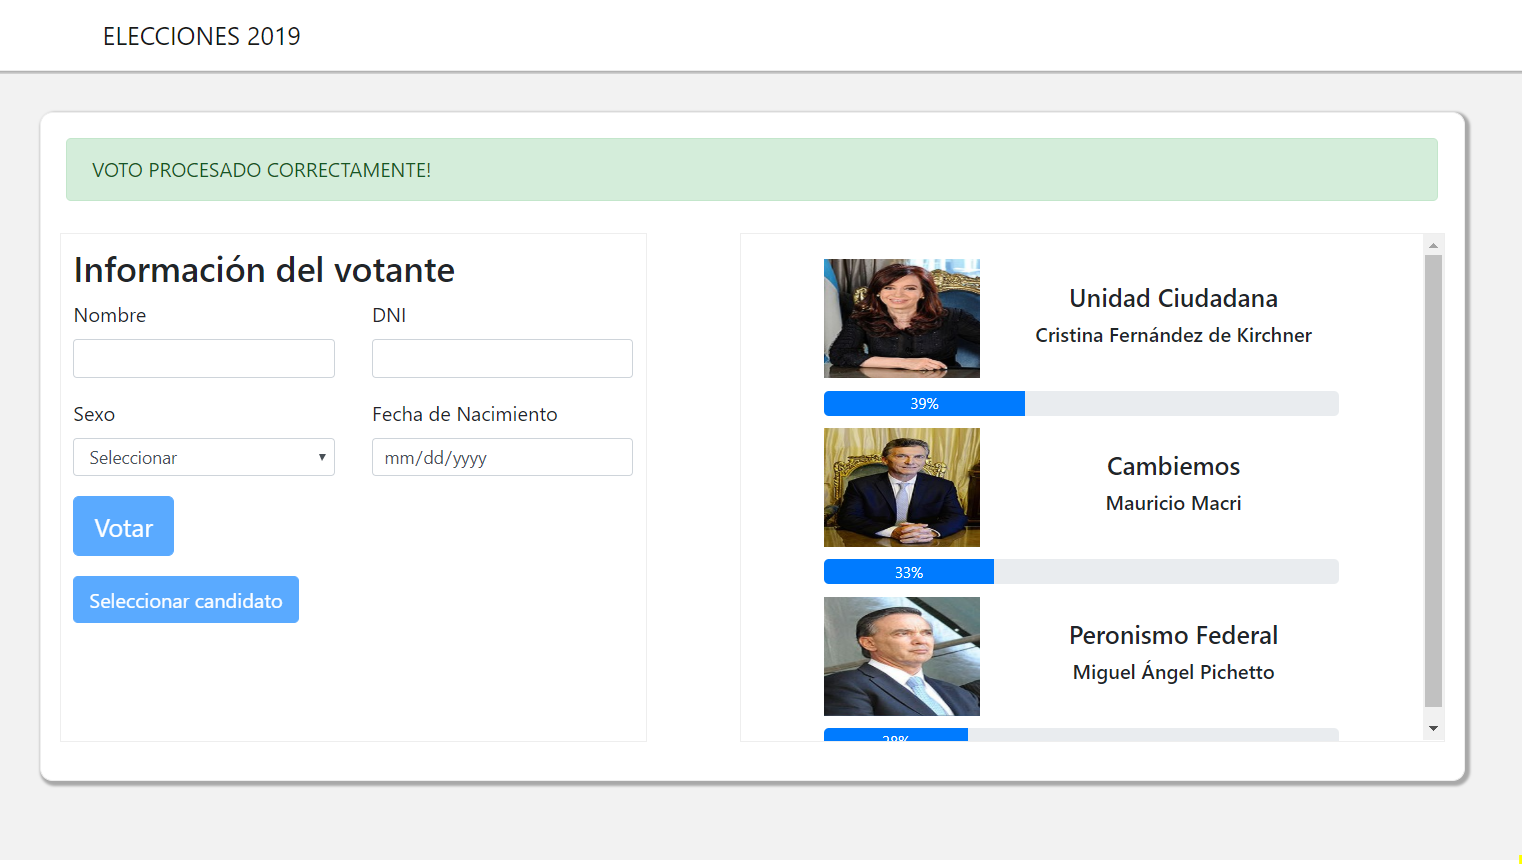 ELECCIONES 2019
VOTO PROCESADO CORRECTAMENTE!
Información del votante
Nombre
DNI
Sexo
Fecha de Nacimiento
Seleccionar
mm/dd/yyyy
Votar
Seleccionar candidato
Unidad Ciudadana
Cristina Fernández de Kirchner
39%
Cambiemos
Mauricio Macri
33%
Peronismo Federal
Miguel Ángel Pichetto
28%